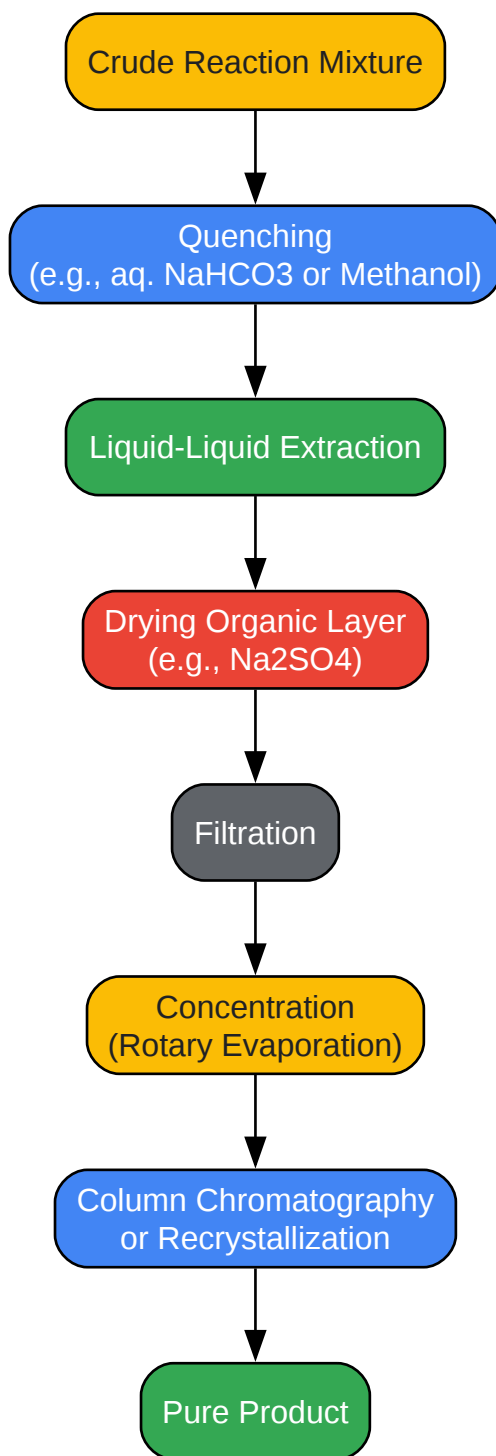 Crude Reaction Mixture
Quenching
(e.g., aq. NaHCO3 or Methanol)
Liquid-Liquid Extraction
Drying Organic Layer
(e.g., Na2SO4)
Filtration
Concentration
(Rotary Evaporation)
Column Chromatography
or Recrystallization
Pure Product